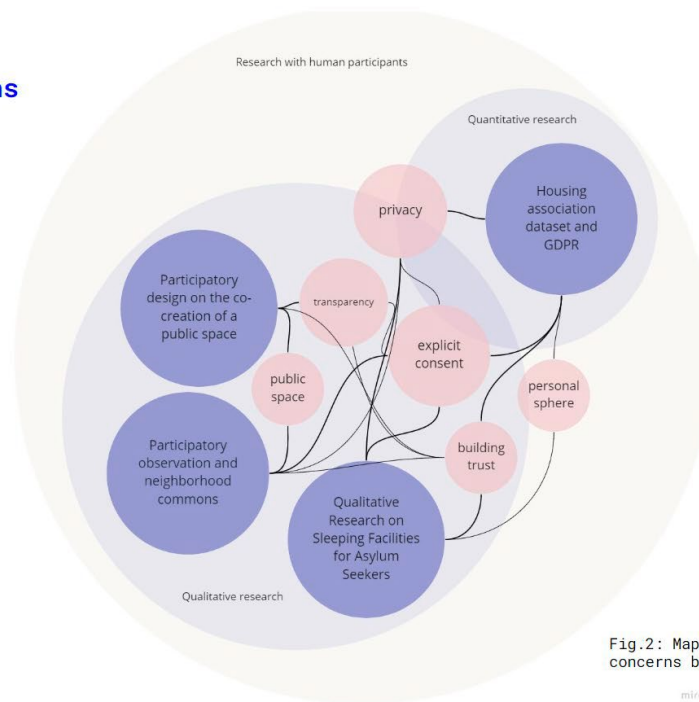 Research with human participants
ns
Quantitative research
Housing
association
dataset and
GDPR
privacy
Participatory
design on the co-
creation of a
public space
transparency
explicit
consent
public
space
personal
sphere
Participatory
observation and
neighborhood
commons
building
trust
Qualitative
Research on
Sleeping Facilities
for Asylum
Seekers
Qualitative research
Fig.2: Map
concerns b
mir